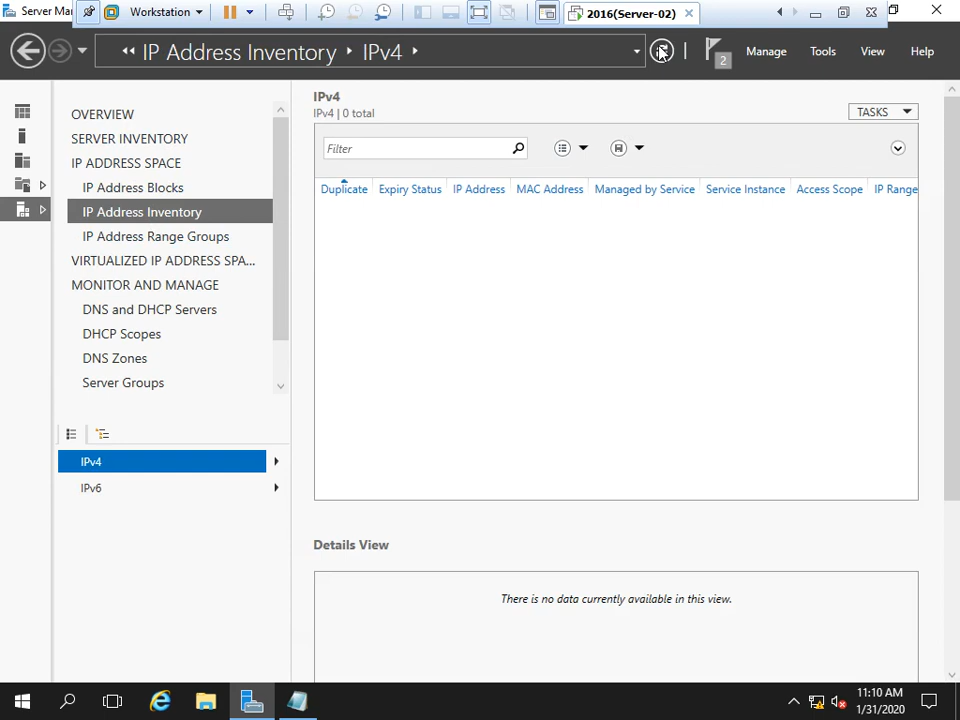 Server Ma
Workstation
2016(Server-02)
IP Address Inventory
IPv4
2
Manage
Tools
View
Help
OVERVIEW
SERVER INVENTORY
IP ADDRESS SPACE
IP Address Blocks
IP Address Inventory
IP Address Range Groups
VIRTUALIZED IP ADDRESS SPA...
MONITOR AND MANAGE
DNS and DHCP Servers
DHCP Scopes
DNS Zones
Server Groups
IPv4
IPv6
IPv4
IPv4 | 0 total
TASKS
Filter
Duplicate Expiry Status IP Address MAC Address Managed by Service Service Instance Access Scope IP Range
Details View
There is no data currently available in this view.
11:10 AM
1/31/2020